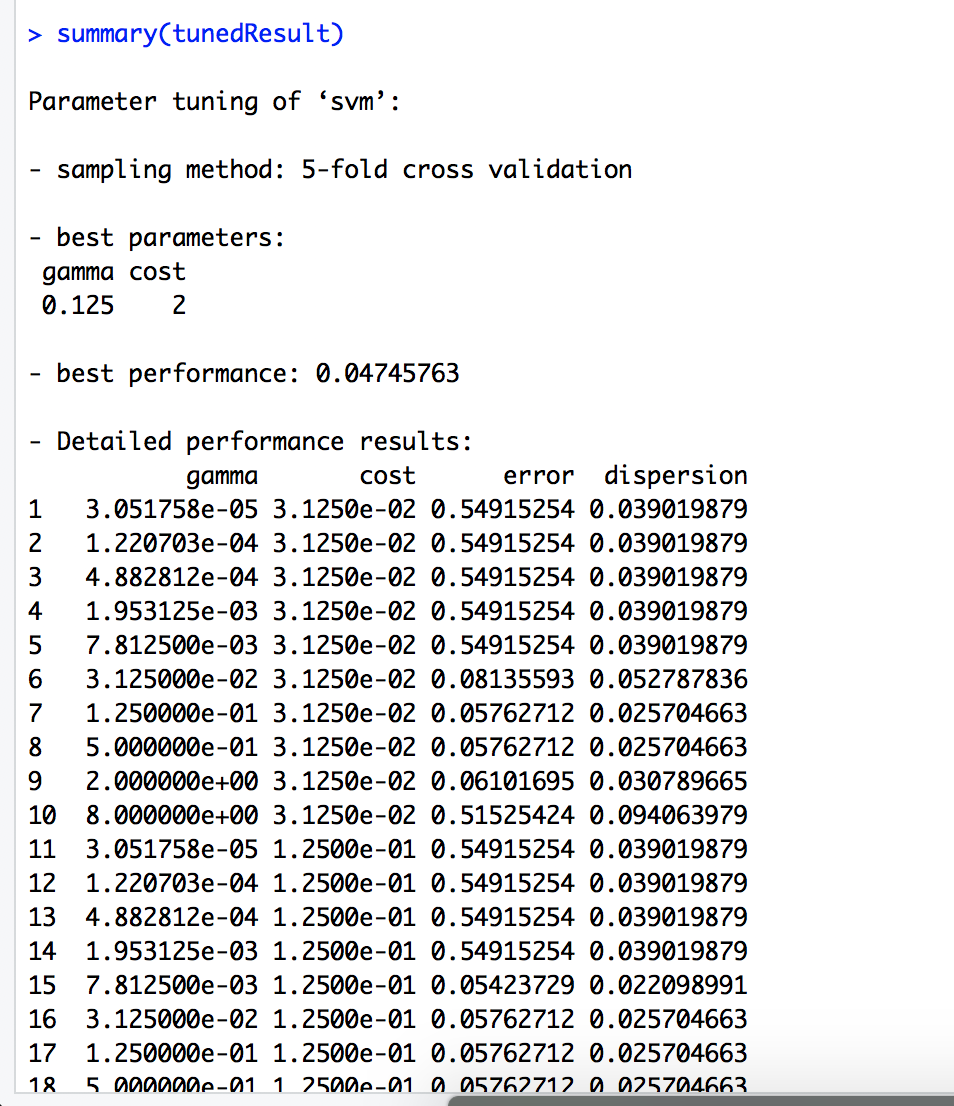 > summary(tunedResult)
Parameter tuning of ‘svm’:
- sampling method: 5-fold cross validation
- best parameters:
gamma cost
0.125 2
- best performance: 0.04745763
- Detailed performance results:
gamma cost error dispersion
1 3.051758e-05 3.1250e-02 0.54915254 0.039019879
2 1.220703e-04 3.1250e-02 0.54915254 0.039019879
3 4.882812e-04 3.1250e-02 0.54915254 0.039019879
4 1.953125e-03 3.1250e-02 0.54915254 0.039019879
5 7.812500e-03 3.1250e-02 0.54915254 0.039019879
6 3.125000e-02 3.1250e-02 0.08135593 0.052787836
7 1.250000e-01 3.1250e-02 0.05762712 0.025704663
8 5.000000e-01 3.1250e-02 0.05762712 0.025704663
9 2.000000e+00 3.1250e-02 0.06101695 0.030789665
10 8.000000e+00 3.1250e-02 0.51525424 0.094063979
11 3.051758e-05 1.2500e-01 0.54915254 0.039019879
12 1.220703e-04 1.2500e-01 0.54915254 0.039019879
13 4.882812e-04 1.2500e-01 0.54915254 0.039019879
14 1.953125e-03 1.2500e-01 0.54915254 0.039019879
15 7.812500e-03 1.2500e-01 0.05423729 0.022098991
16 3.125000e-02 1.2500e-01 0.05762712 0.025704663
17 1.250000e-01 1.2500e-01 0.05762712 0.025704663
18 5.000000e-01 1.2500e-01 0.05762712 0.025704663